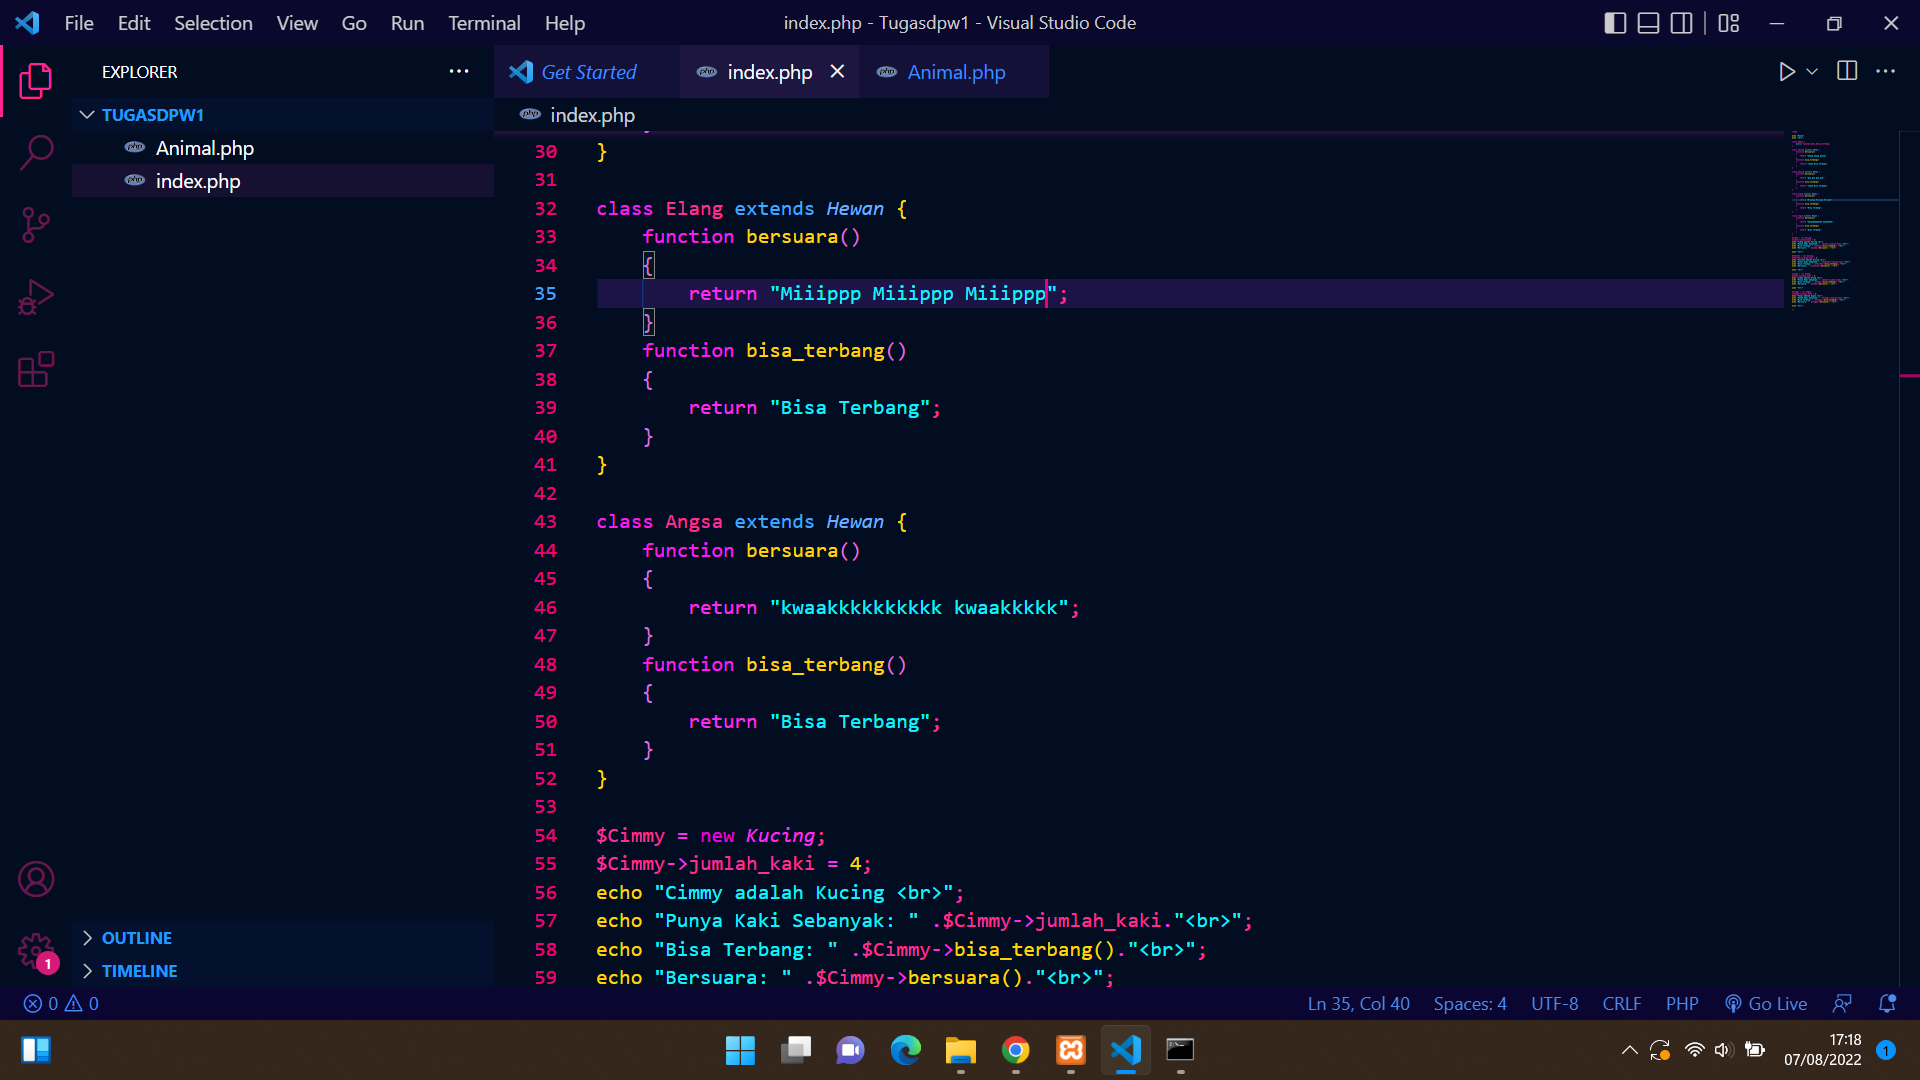 File Edit Selection View Go Run Terminal Help
index.php - Tugasdpw1 - Visual Studio Code
EXPLORER
TUGASDPW1
Animal.php
index.php
OUTLINE
TIMELINE
Get Started
index.php
Animal.php
index.php
30 }
31
32 class Elang extends Hewan {
33 function bersuara()
34 {
35 return "Miiippp Miiippp Miiippp";
36 }
37 function bisa_terbang()
38 {
39 return "Bisa Terbang";
40 }
41 }
42
43 class Angsa extends Hewan {
44 function bersuara()
45 {
46 return "kwaakkkkkkkkkk kwaakkkkk";
47 }
48 function bisa_terbang()
49 {
50 return "Bisa Terbang";
51 }
52 }
53
54 $Cimmy = new Kucing;
55 $Cimmy->jumlah_kaki = 4;
56 echo "Cimmy adalah Kucing <br>";
57 echo "Punya Kaki Sebanyak: " .$Cimmy->jumlah_kaki."<br>";
58 echo "Bisa Terbang: " .$Cimmy->bisa_terbang()."<br>";
59 echo "Bersuara: " .$Cimmy->bersuara()."<br>";
1
0 0
Ln 35, Col 40 Spaces: 4 UTF-8 CRLF PHP Go Live
17:18
07/08/2022
1